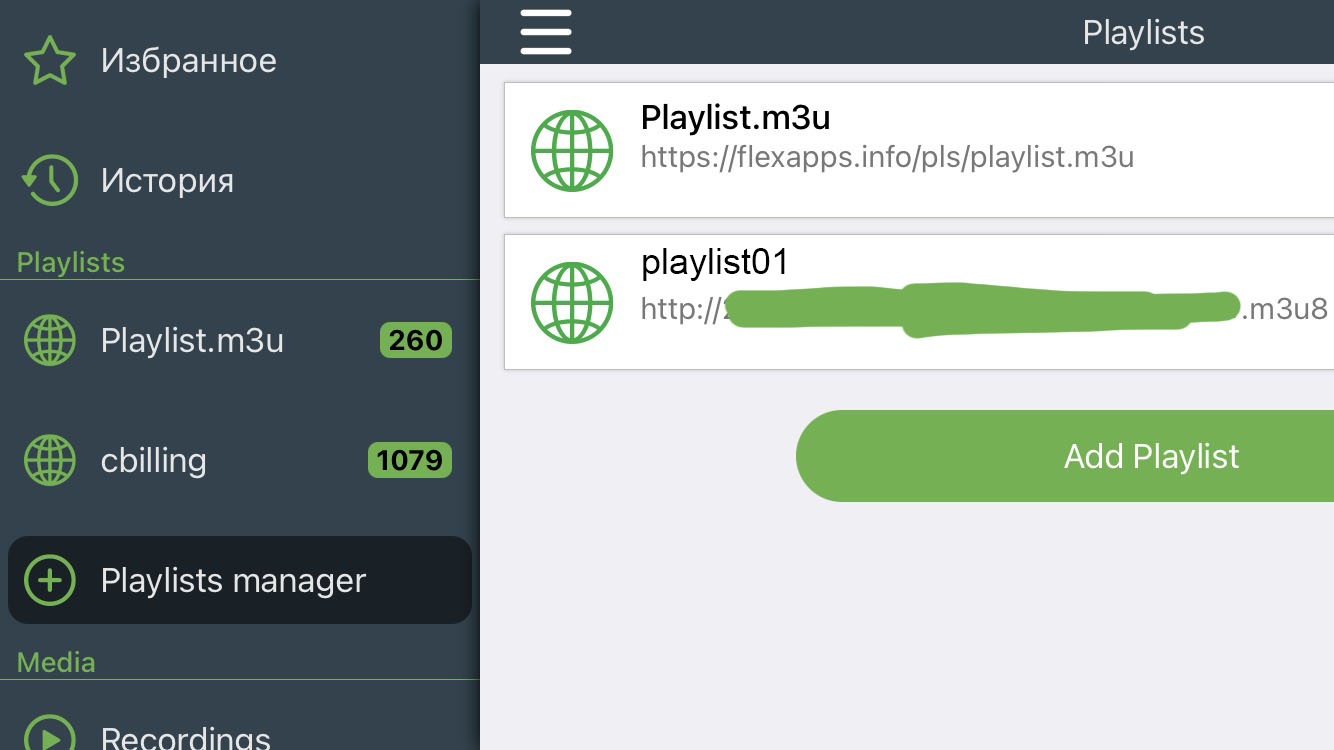 Избранное
История
Playlists
Playlist.m3u 260
cbilling 1079
Playlists manager
Media
Recordings
Playlists
Playlist.m3u
https://flexapps.info/pls/playlist.m3u
playlist01
http:// .m3u8
Add Playlist